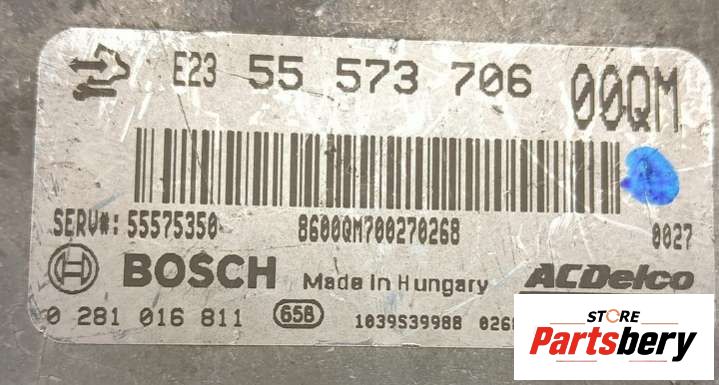 E23 55 573 706 00QM
SERV#: 55575350 8600QM700270268 0027
BOSCH Made In Hungary ACDelco
0 281 016 811 65B 1039539988
STORE
Partsbery